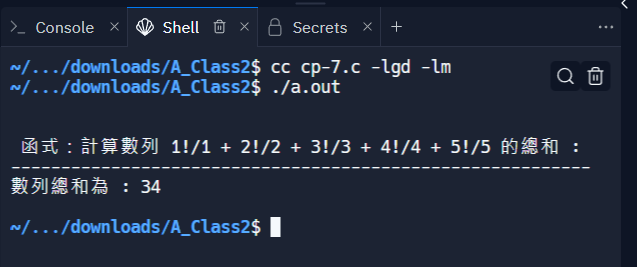 Console
Shell
Secrets
~/.../downloads/A_Class2$ cc cp-7.c -lgd -lm
~/.../downloads/A_Class2$ ./a.out
函式：計算數列 1!/1 + 2!/2 + 3!/3 + 4!/4 + 5!/5 的總和 :
---------------------------------------------------------
數列總和為 : 34
~/.../downloads/A_Class2$